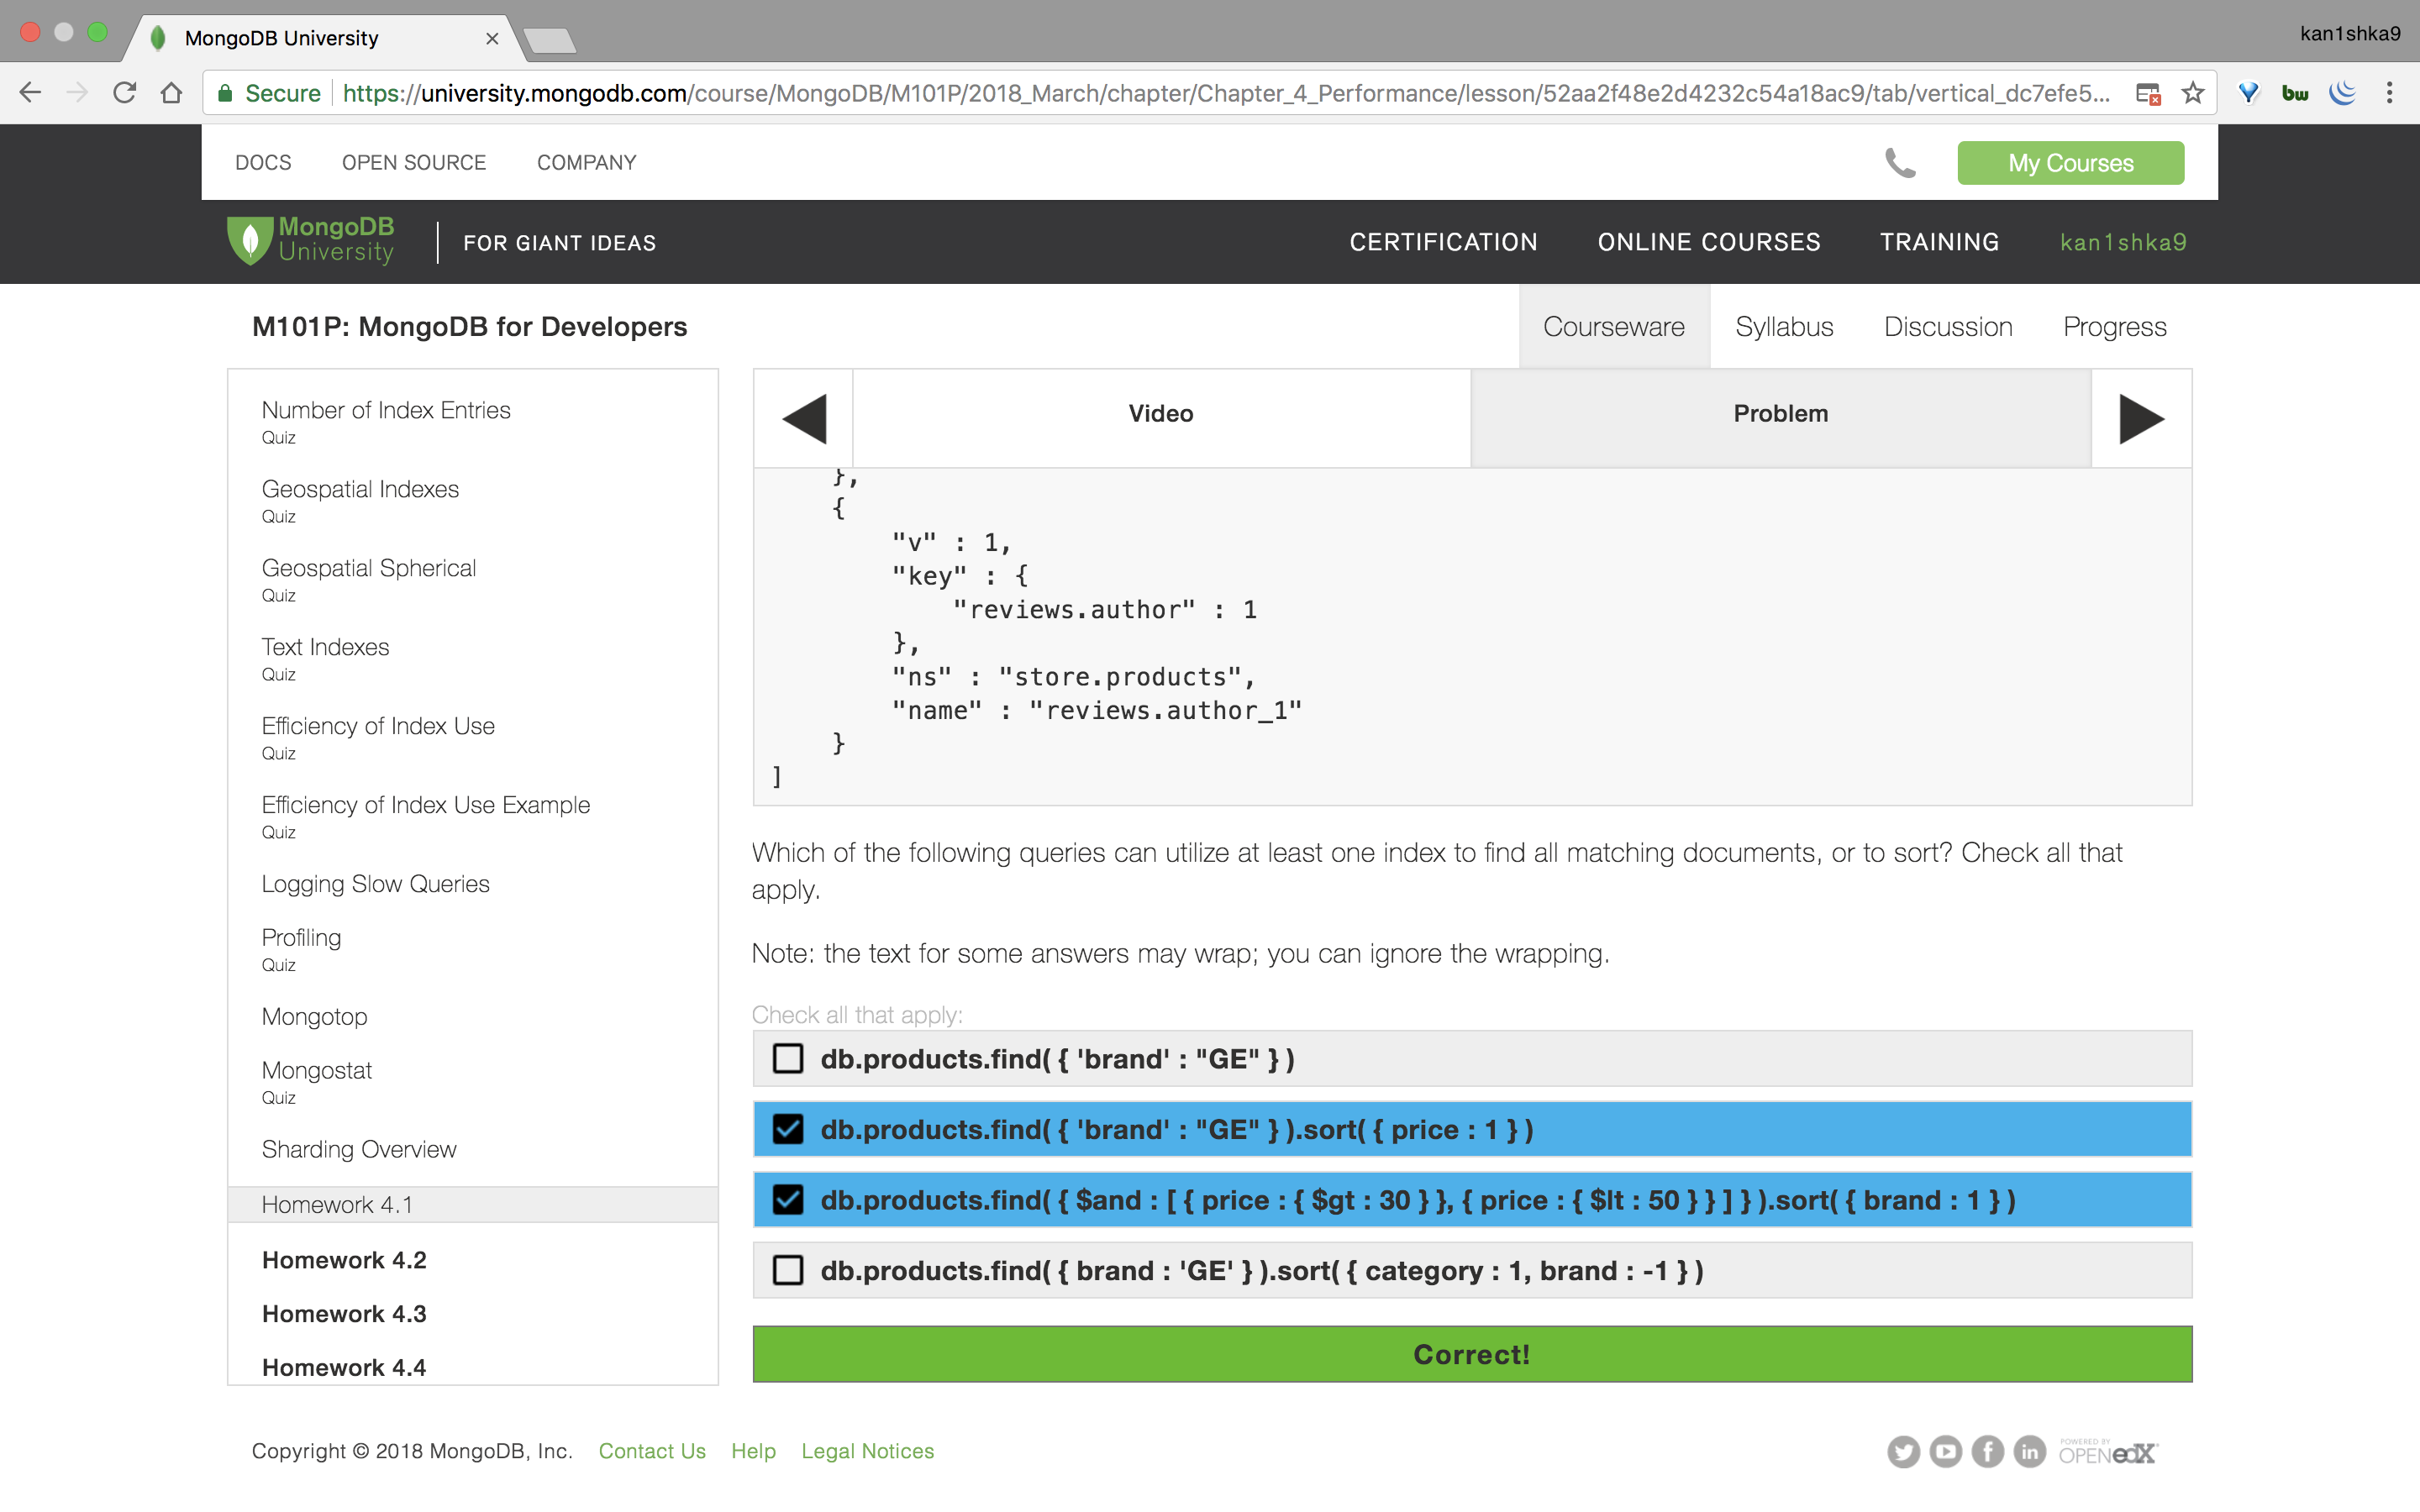 MongoDB University
kan1shka9
Secure https://university.mongodb.com/course/MongoDB/M101P/2018_March/chapter/Chapter_4_Performance/lesson/52aa2f48e2d4232c54a18ac9/tab/vertical_dc7efe5...
bw
DOCS OPEN SOURCE COMPANY
My Courses
MongoDB
University
FOR GIANT IDEAS
CERTIFICATION ONLINE COURSES TRAINING kan1shka9
M101P: MongoDB for Developers
Courseware Syllabus Discussion Progress
Number of Index Entries
Quiz
Geospatial Indexes
Quiz
Geospatial Spherical
Quiz
Text Indexes
Quiz
Efficiency of Index Use
Quiz
Efficiency of Index Use Example
Quiz
Logging Slow Queries
Profiling
Quiz
Mongotop
Mongostat
Quiz
Sharding Overview
Homework 4.1
Homework 4.2
Homework 4.3
Homework 4.4
Video
Problem
},
{
"v" : 1,
"key" : {
"reviews.author" : 1
},
"ns" : "store.products",
"name" : "reviews.author_1"
}
]
Which of the following queries can utilize at least one index to find all matching documents, or to sort? Check all that
apply.
Note: the text for some answers may wrap; you can ignore the wrapping.
Check all that apply:
db.products.find( { 'brand' : "GE" } )
db.products.find( { 'brand' : "GE" } ).sort( { price : 1 } )
db.products.find( { $and : [ { price : { $gt : 30 } }, { price : { $lt : 50 } } ] } ).sort( { brand : 1 } )
db.products.find( { brand : 'GE' } ).sort( { category : 1, brand : -1 } )
Correct!
Copyright © 2018 MongoDB, Inc. Contact Us Help Legal Notices
POWERED BY
OPEN edX